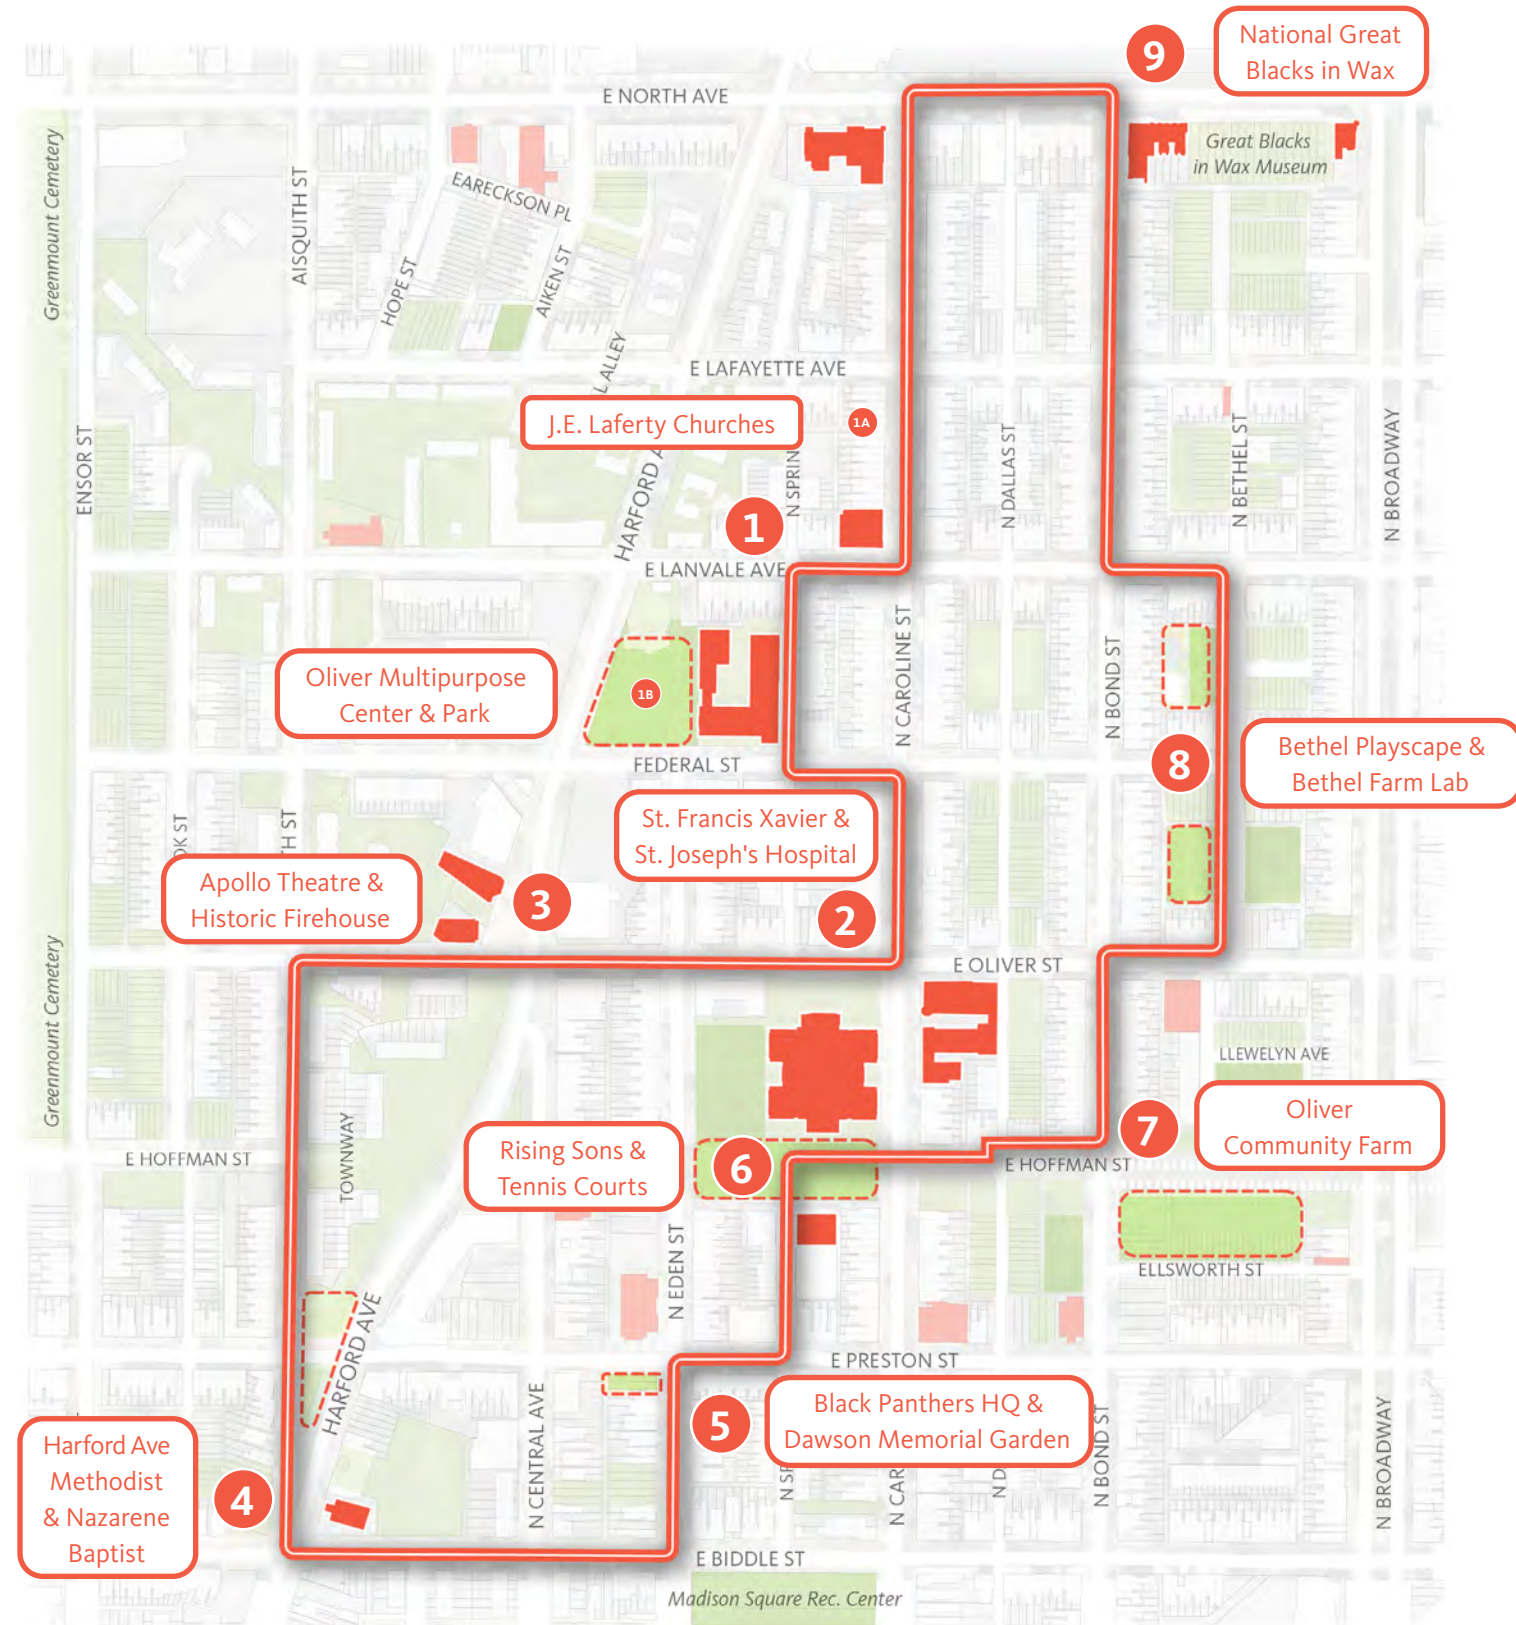 9
National Great
Blacks in Wax
E NORTH AVE
Greenmount Cemetery
Great Blacks
in Wax Museum
AISQUITH ST
EARECKSON PL
HOPE ST
AIKEN ST
L ALLEY
E LAFAYETTE AVE
J.E. Laferty Churches
1A
ENSOR ST
HARFORD A
N SPRIN
N DALLAS ST
N BETHEL ST
N BROADWAY
1
E LANVALE AVE
N CAROLINE ST
N BOND ST
Oliver Multipurpose
Center & Park
1B
FEDERAL ST
8
Bethel Playscape &
Bethel Farm Lab
St. Francis Xavier &
St. Joseph's Hospital
OK ST
TH ST
Apollo Theatre &
Historic Firehouse
3
2
Greenmount Cemetery
E OLIVER ST
LLEWELYN AVE
TOWNWAY
7
Oliver
Community Farm
Rising Sons &
Tennis Courts
6
E HOFFMAN ST
E HOFFMAN ST
N EDEN ST
ELLSWORTH ST
HARFORD AVE
E PRESTON ST
5
Black Panthers HQ &
Dawson Memorial Garden
N CENTRAL AVE
N SP
N CAR
N D
N BOND ST
N BROADWAY
Harford Ave
Methodist
& Nazarene
Baptist
4
E BIDDLE ST
Madison Square Rec. Center